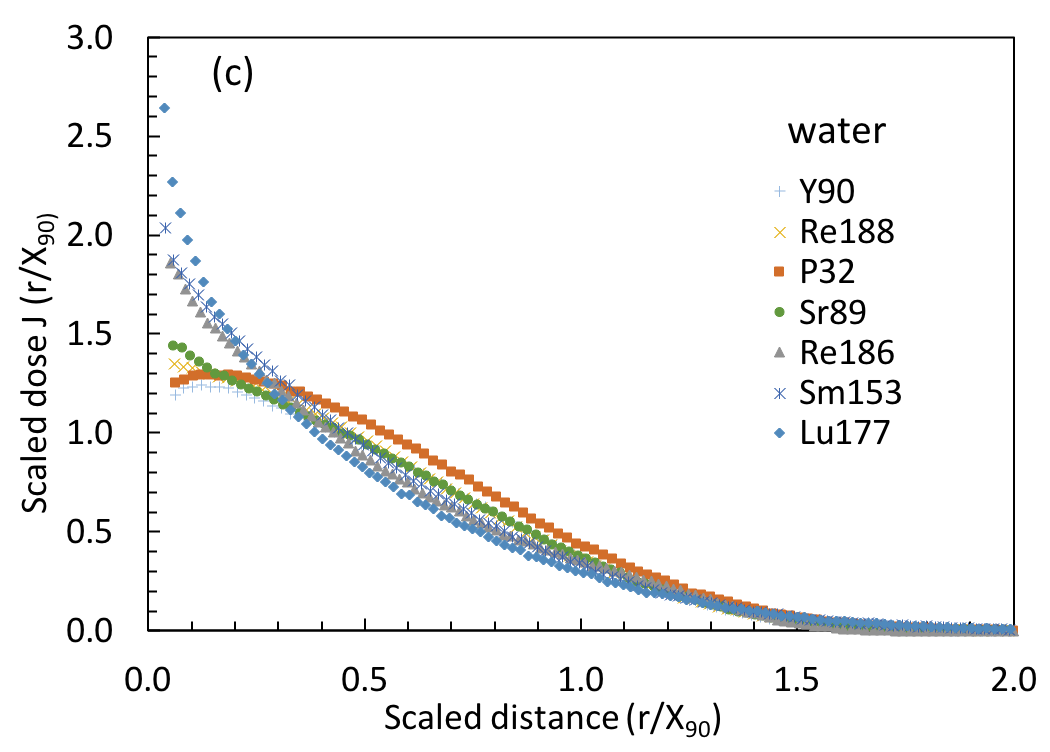 3.0
(c)
2.5
water
Y90
2.0
Re188
P32
1.5
Sr89
Re186
1.0
Sm153
Lu177
0.5
0.0
0.0 0.5 1.0 1.5 2.0
Scaled distance (r/X90)
Scaled dose J (r/X90)